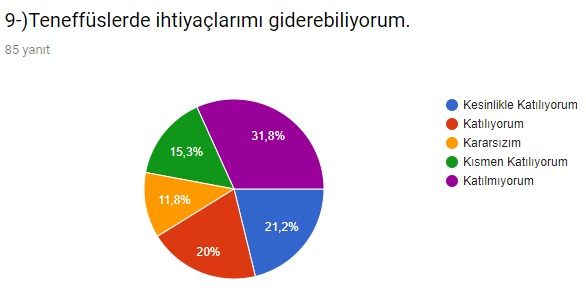 9-)Teneffüslerde ihtiyaçlarımı giderebiliyorum.
85 yanıt
31,8%
15,3%
11,8%
20%
21,2%
Kesinlikle Katılıyorum
Katılıyorum
Kararsızım
Kısmen Katılıyorum
Katılmıyorum